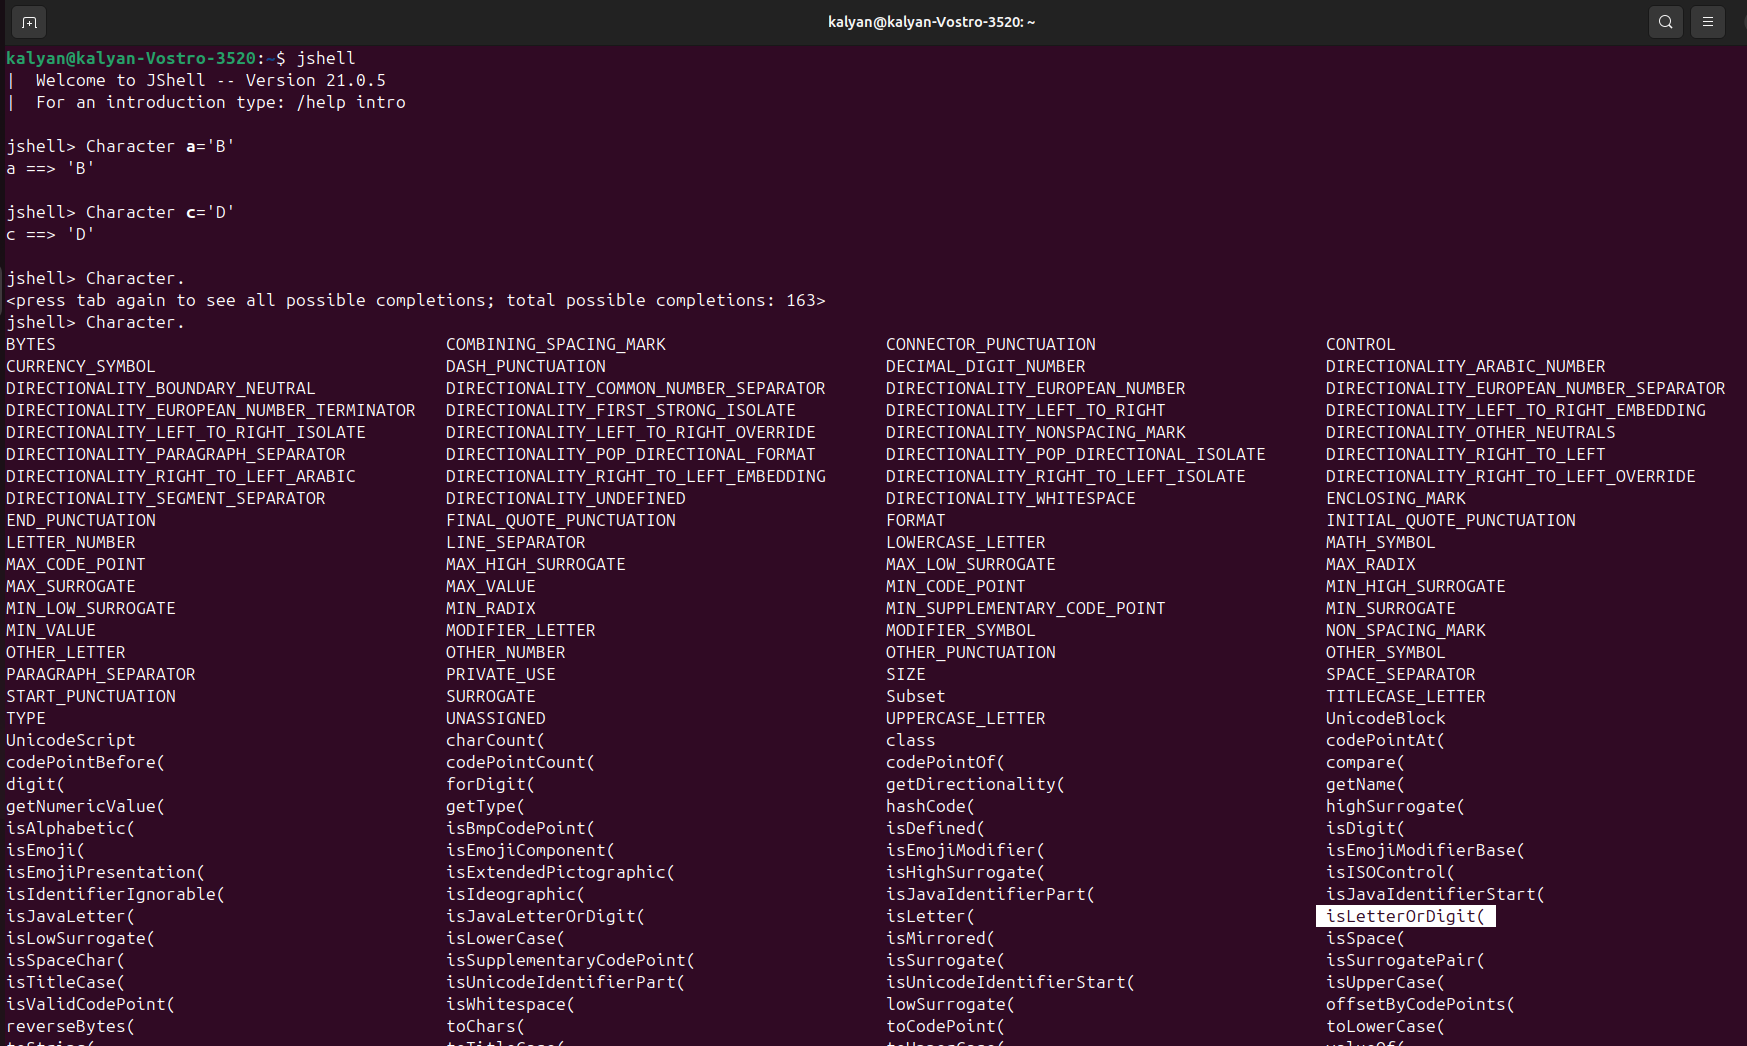 kalyan@kalyan-Vostro-3520: ~
kalyan@kalyan-Vostro-3520:~$ jshell
|  Welcome to JShell -- Version 21.0.5
|  For an introduction type: /help intro
jshell> Character a='B'
a ==> 'B'
jshell> Character c='D'
c ==> 'D'
jshell> Character.
<press tab again to see all possible completions; total possible completions: 163>
jshell> Character.
BYTES COMBINING_SPACING_MARK CONNECTOR_PUNCTUATION CONTROL
CURRENCY_SYMBOL DASH_PUNCTUATION DECIMAL_DIGIT_NUMBER DIRECTIONALITY_ARABIC_NUMBER
DIRECTIONALITY_BOUNDARY_NEUTRAL DIRECTIONALITY_COMMON_NUMBER_SEPARATOR DIRECTIONALITY_EUROPEAN_NUMBER DIRECTIONALITY_EUROPEAN_NUMBER_SEPARATOR
DIRECTIONALITY_EUROPEAN_NUMBER_TERMINATOR DIRECTIONALITY_FIRST_STRONG_ISOLATE DIRECTIONALITY_LEFT_TO_RIGHT DIRECTIONALITY_LEFT_TO_RIGHT_EMBEDDING
DIRECTIONALITY_LEFT_TO_RIGHT_ISOLATE DIRECTIONALITY_LEFT_TO_RIGHT_OVERRIDE DIRECTIONALITY_NONSPACING_MARK DIRECTIONALITY_OTHER_NEUTRALS
DIRECTIONALITY_PARAGRAPH_SEPARATOR DIRECTIONALITY_POP_DIRECTIONAL_FORMAT DIRECTIONALITY_POP_DIRECTIONAL_ISOLATE DIRECTIONALITY_RIGHT_TO_LEFT
DIRECTIONALITY_RIGHT_TO_LEFT_ARABIC DIRECTIONALITY_RIGHT_TO_LEFT_EMBEDDING DIRECTIONALITY_RIGHT_TO_LEFT_ISOLATE DIRECTIONALITY_RIGHT_TO_LEFT_OVERRIDE
DIRECTIONALITY_SEGMENT_SEPARATOR DIRECTIONALITY_UNDEFINED DIRECTIONALITY_WHITESPACE ENCLOSING_MARK
END_PUNCTUATION FINAL_QUOTE_PUNCTUATION FORMAT INITIAL_QUOTE_PUNCTUATION
LETTER_NUMBER LINE_SEPARATOR LOWERCASE_LETTER MATH_SYMBOL
MAX_CODE_POINT MAX_HIGH_SURROGATE MAX_LOW_SURROGATE MAX_RADIX
MAX_SURROGATE MAX_VALUE MIN_CODE_POINT MIN_HIGH_SURROGATE
MIN_LOW_SURROGATE MIN_RADIX MIN_SUPPLEMENTARY_CODE_POINT MIN_SURROGATE
MIN_VALUE MODIFIER_LETTER MODIFIER_SYMBOL NON_SPACING_MARK
OTHER_LETTER OTHER_NUMBER OTHER_PUNCTUATION OTHER_SYMBOL
PARAGRAPH_SEPARATOR PRIVATE_USE SIZE SPACE_SEPARATOR
START_PUNCTUATION SURROGATE Subset TITLECASE_LETTER
TYPE UNASSIGNED UPPERCASE_LETTER UnicodeBlock
UnicodeScript charCount( class codePointAt(
codePointBefore( codePointCount( codePointOf( compare(
digit( forDigit( getDirectionality( getName(
getNumericValue( getType( hashCode( highSurrogate(
isAlphabetic( isBmpCodePoint( isDefined( isDigit(
isEmoji( isEmojiComponent( isEmojiModifier( isEmojiModifierBase(
isEmojiPresentation( isExtendedPictographic( isHighSurrogate( isISOControl(
isIdentifierIgnorable( isIdeographic( isJavaIdentifierPart( isJavaIdentifierStart(
isJavaLetter( isJavaLetterOrDigit( isLetter( isLetterOrDigit(
isLowSurrogate( isLowerCase( isMirrored( isSpace(
isSpaceChar( isSupplementaryCodePoint( isSurrogate( isSurrogatePair(
isTitleCase( isUnicodeIdentifierPart( isUnicodeIdentifierStart( isUpperCase(
isValidCodePoint( isWhitespace( lowSurrogate( offsetByCodePoints(
reverseBytes( toChars( toCodePoint( toLowerCase(